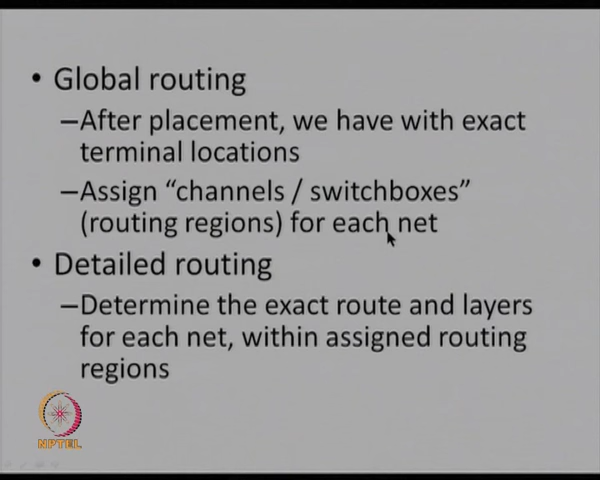 • Global routing
–After placement, we have with exact
terminal locations
–Assign “channels / switchboxes”
(routing regions) for each net
• Detailed routing
–Determine the exact route and layers
for each net, within assigned routing
regions
NPTEL